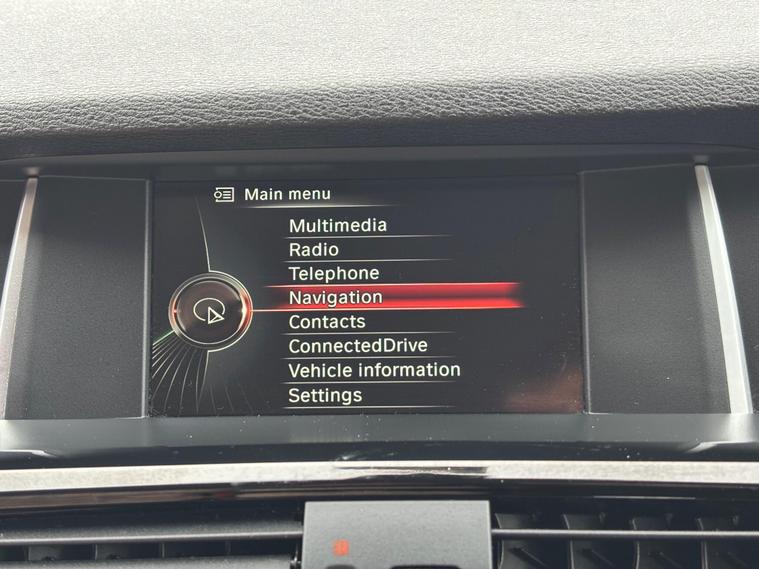 Main menu
Multimedia
Radio
Telephone
Navigation
Contacts
ConnectedDrive
Vehicle information
Settings